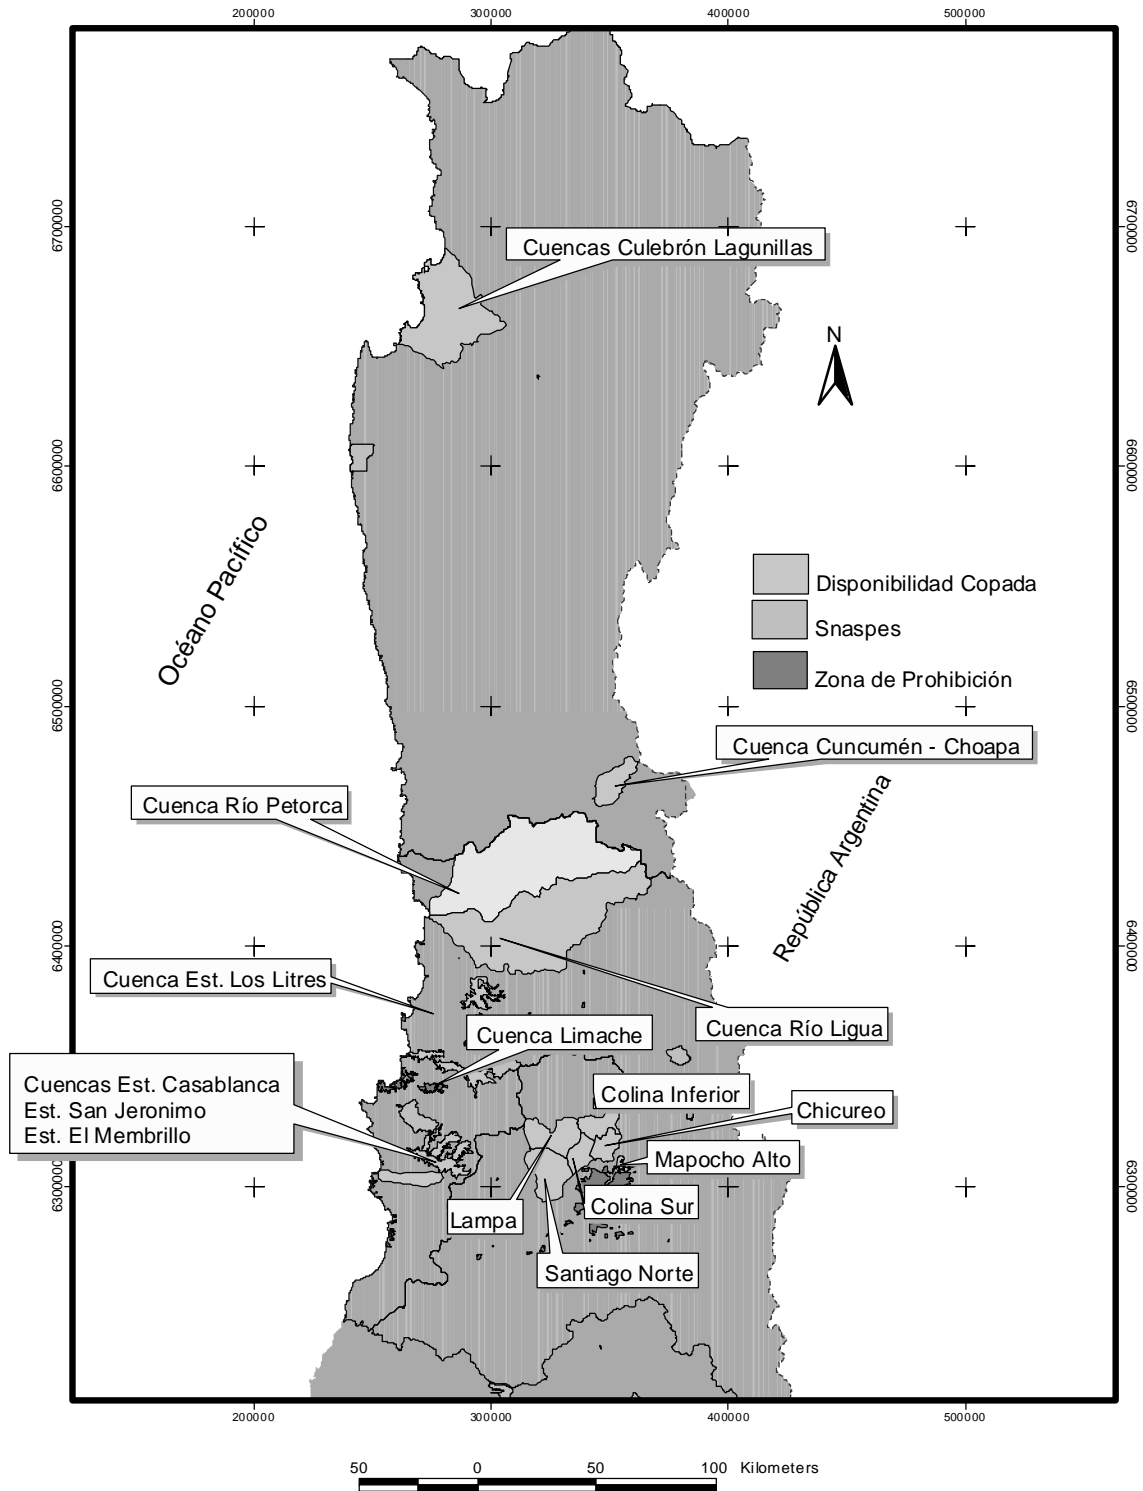 200000
300000
400000
500000
6700000
6700000
Cuencas Culebrón Lagunillas
N
6600000
6600000
Océano Pacífico
Disponibilidad Copada
Snaspes
Zona de Prohibición
6500000
6500000
Cuenca Cuncumén - Choapa
Cuenca Río Petorca
República Argentina
6400000
6400000
Cuenca Est. Los Litres
Cuenca Río Ligua
Cuenca Limache
Cuencas Est. Casablanca
Est. San Jeronimo
Est. El Membrillo
Colina Inferior
Chicureo
Mapocho Alto
6300000
6300000
Colina Sur
Lampa
Santiago Norte
200000
300000
400000
500000
50
0
50
100 Kilometers